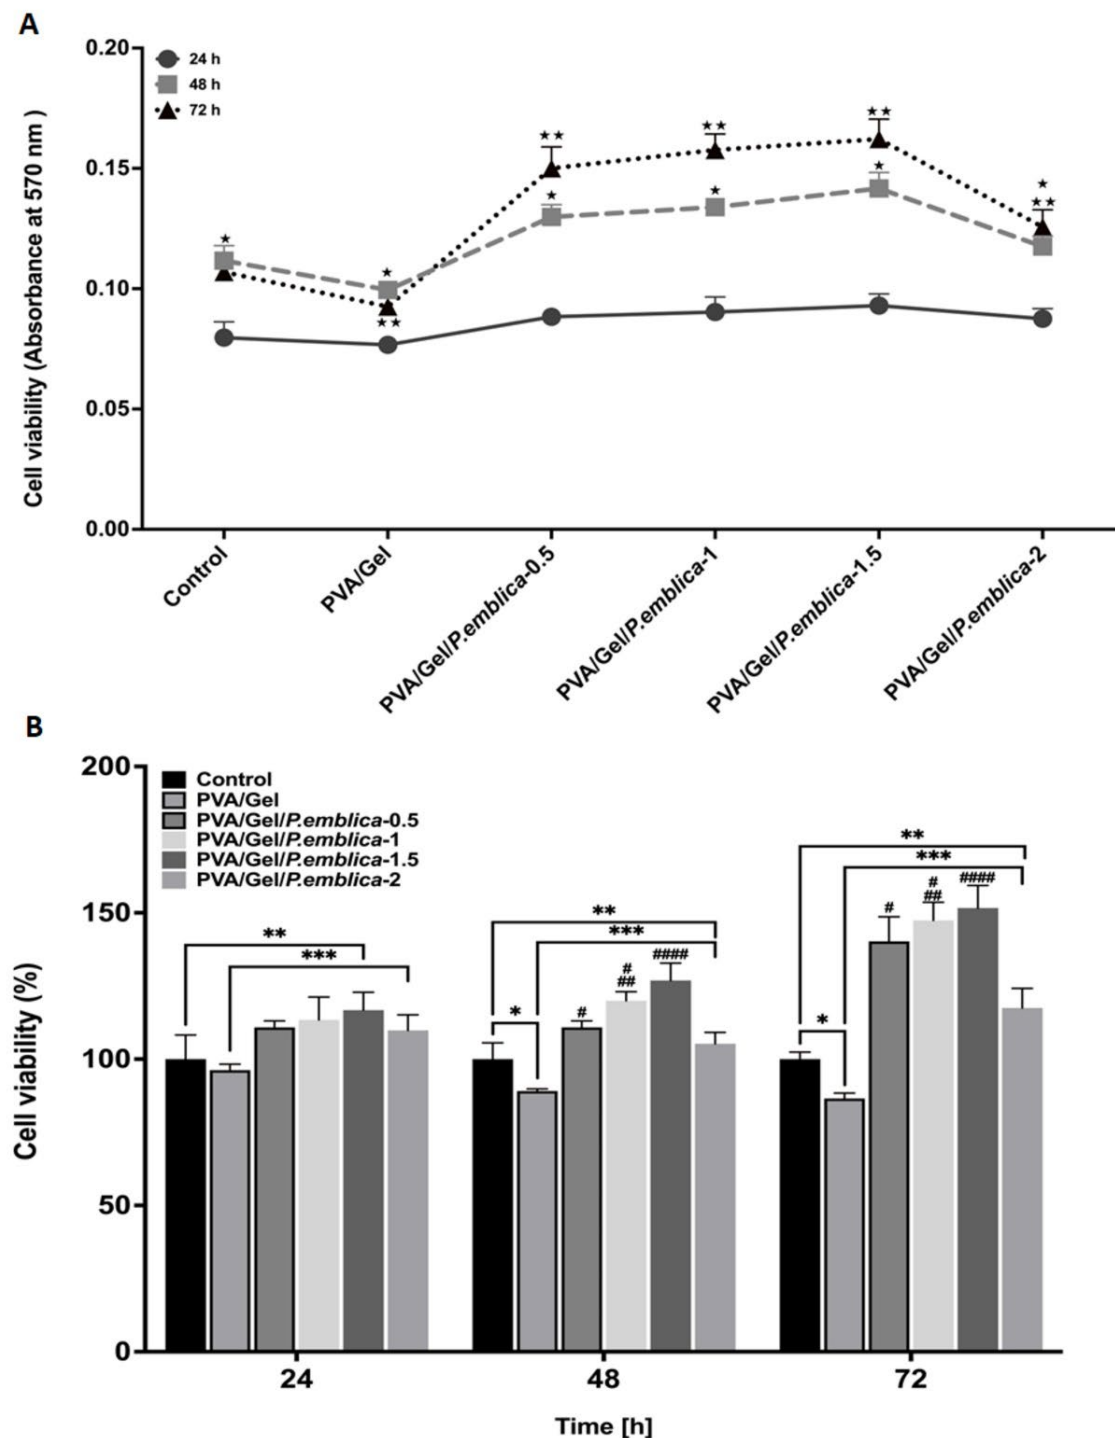 A
0.20
24 h
48 h
72 h
★★
★★
★★
0.15
★
★
★
★
★★
★
★
0.10
★★
0.05
0.00
Cell viability (Absorbance at 570 nm )
Control
PVA/Gel
PVA/Gel/P.emblica-0.5
PVA/Gel/P.emblica-1
PVA/Gel/P.emblica-1.5
PVA/Gel/P.emblica-2
B
200
Control
PVA/Gel
PVA/Gel/P.emblica-0.5
PVA/Gel/P.emblica-1
PVA/Gel/P.emblica-1.5
PVA/Gel/P.emblica-2
150
100
50
0
Cell viability (%)
** 
***
**
***
*
#
#
##
####
**
***
*
#
#
##
####
24
48
72
Time [h]